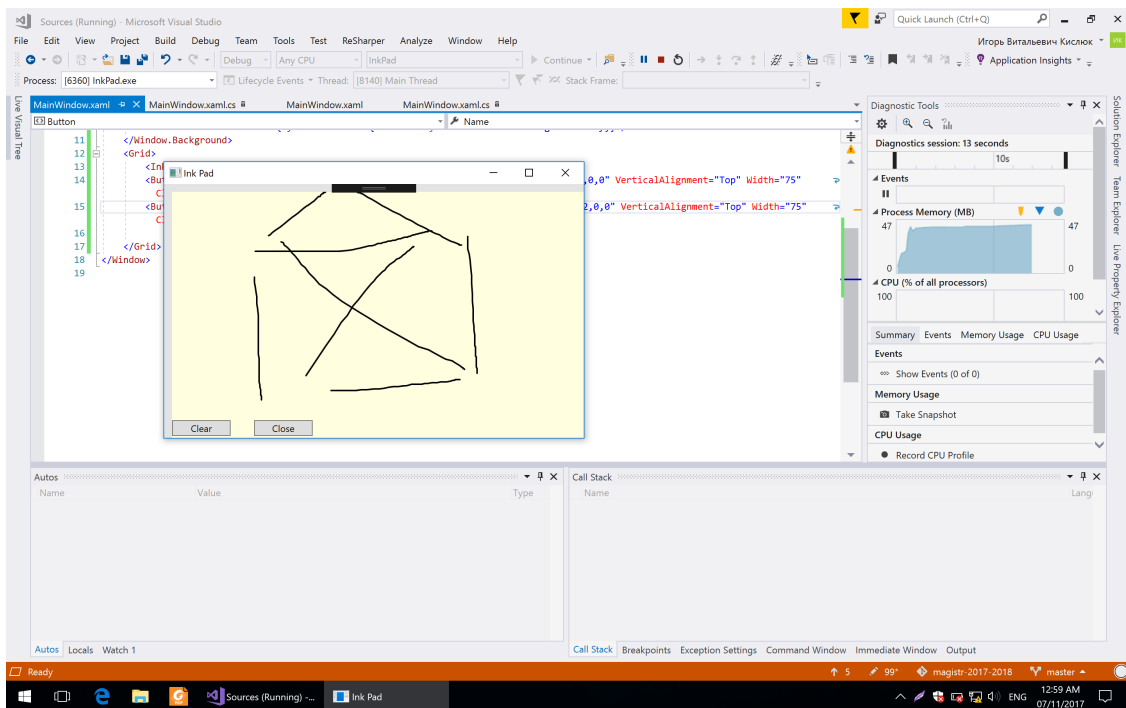 Sources (Running) - Microsoft Visual Studio
Quick Launch (Ctrl+Q)
File Edit View Project Build Debug Team Tools Test ReSharper Analyze Window Help
Игорь Витальевич Кислюк
ИК
Debug Any CPU InkPad Continue Application Insights
Process: [6360] InkPad.exe Lifecycle Events Thread: [8140] Main Thread Stack Frame:
Live Visual Tree
MainWindow.xaml MainWindow.xaml.cs MainWindow.xaml MainWindow.xaml.cs
Button Name
11 </Window.Background>
12 <Grid>
13 <Ink
14 <But ,0,0" VerticalAlignment="Top" Width="75"
15 <But 2,0,0" VerticalAlignment="Top" Width="75"
16
17 </Grid>
18 </Window>
19
Ink Pad
Clear Close
Diagnostic Tools
Diagnostics session: 13 seconds
10s
Events
Process Memory (MB)
47 47
0 0
CPU (% of all processors)
100 100
Summary Events Memory Usage CPU Usage
Events
Show Events (0 of 0)
Memory Usage
Take Snapshot
CPU Usage
Record CPU Profile
Solution Explorer
Team Explorer
Live Property Explorer
Autos
Name Value Type
Call Stack
Name Lang
Autos Locals Watch 1
Call Stack Breakpoints Exception Settings Command Window Immediate Window Output
Ready 5 99* magistr-2017-2018 master
Sources (Running) -... Ink Pad
ENG 12:59 AM
07/11/2017